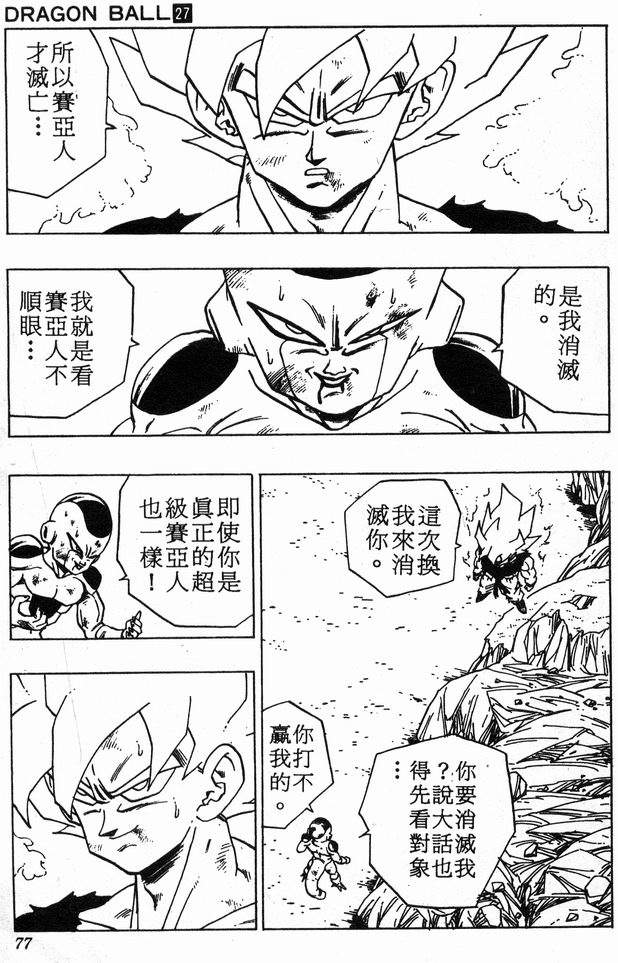 DRAGON BALL 27
所以賽亞人
才滅亡…
是我消滅
的。
我就是看
賽亞人不
順眼…
這次換
我來消
滅你。
你要消滅我
？說大話也
得先看對象
…
你打不
贏我的。
即使你是
眞正的超
級賽亞人
也一樣！
77